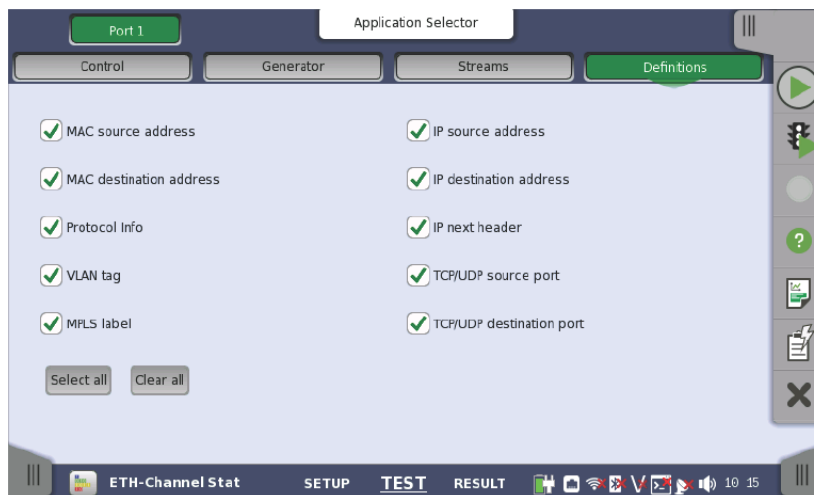 Port 1
Application Selector
Control
Generator
Streams
Definitions
MAC source address
IP source address
MAC destination address
IP destination address
Protocol Info
IP next header
VLAN tag
TCP/UDP source port
MPLS label
TCP/UDP destination port
Select all
Clear all
ETH-Channel Stat
SETUP
TEST
RESULT
10 15